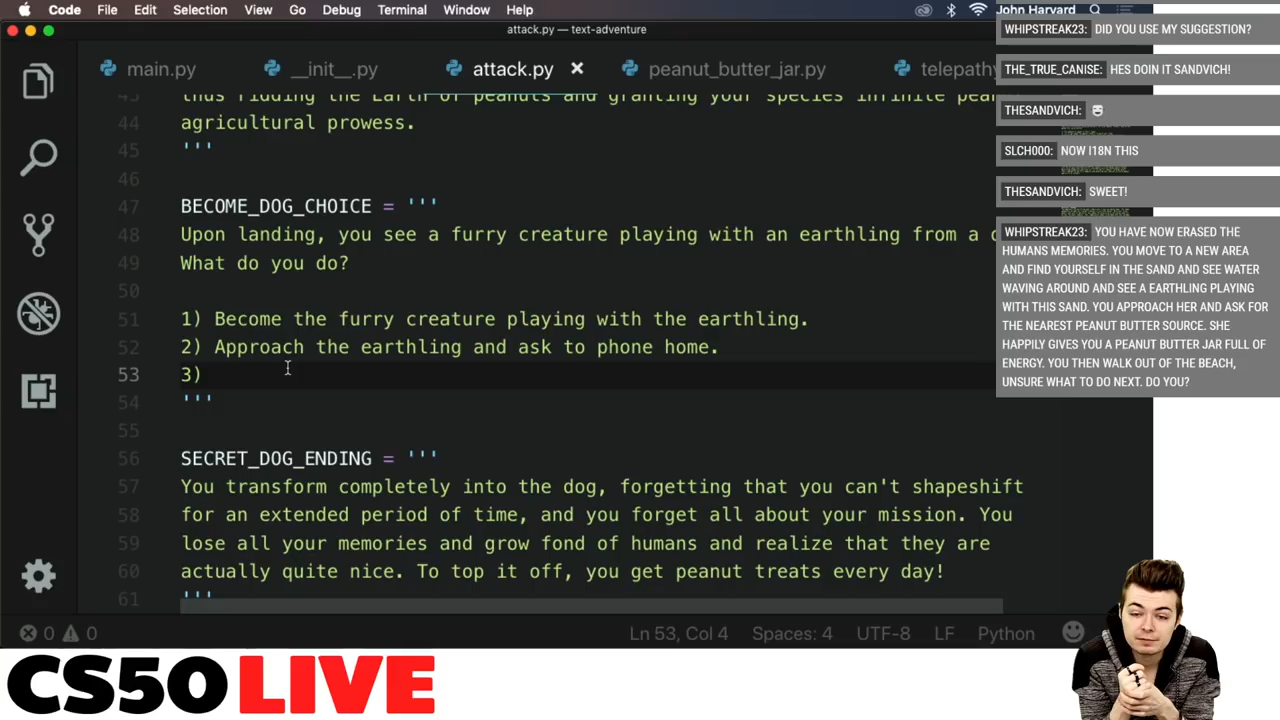 Code File Edit Selection View Go Debug Terminal Window Help John Harvard
attack.py — text-adventure
main.py __init__.py attack.py × peanut_butter_jar.py telepathy
thus ridding the Earth of peanuts and granting your species infinite
44 agricultural prowess.
45 '''
46
47 BECOME_DOG_CHOICE = '''
48 Upon landing, you see a furry creature playing with an earthling from a
49 What do you do?
50
51 1) Become the furry creature playing with the earthling.
52 2) Approach the earthling and ask to phone home.
53 3)
54 '''
55
56 SECRET_DOG_ENDING = '''
57 You transform completely into the dog, forgetting that you can't shapeshift
58 for an extended period of time, and you forget all about your mission. You
59 lose all your memories and grow fond of humans and realize that they are
60 actually quite nice. To top it off, you get peanut treats every day!
61 '''
0 0 Ln 53, Col 4 Spaces: 4 UTF-8 LF Python
WHIPSTREAK23: DID YOU USE MY SUGGESTION?
THE_TRUE_CANISE: HES DOIN IT SANDVICH!
THESANDVICH:
SLCH000: NOW I18N THIS
THESANDVICH: SWEET!
WHIPSTREAK23: YOU HAVE NOW ERASED THE
HUMANS MEMORIES. YOU MOVE TO A NEW AREA
AND FIND YOURSELF IN THE SAND AND SEE WATER
WAVING AROUND AND SEE A EARTHLING PLAYING
WITH THIS SAND. YOU APPROACH HER AND ASK FOR
THE NEAREST PEANUT BUTTER SOURCE. SHE
HAPPILY GIVES YOU A PEANUT BUTTER JAR FULL OF
ENERGY. YOU THEN WALK OUT OF THE BEACH,
UNSURE WHAT TO DO NEXT. DO YOU?
CS50 LIVE